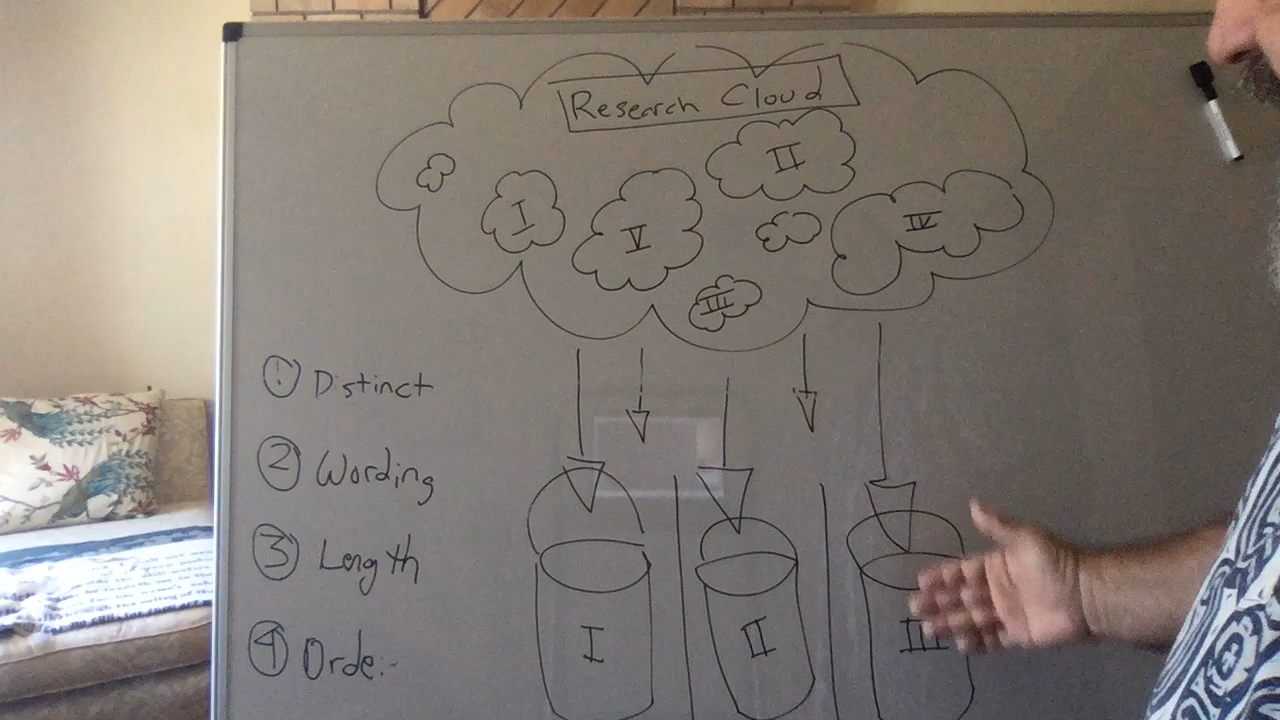 Research Cloud
II
I
IV
V
III
① Distinct
② Wording
③ Length
④ Order
I
II
III